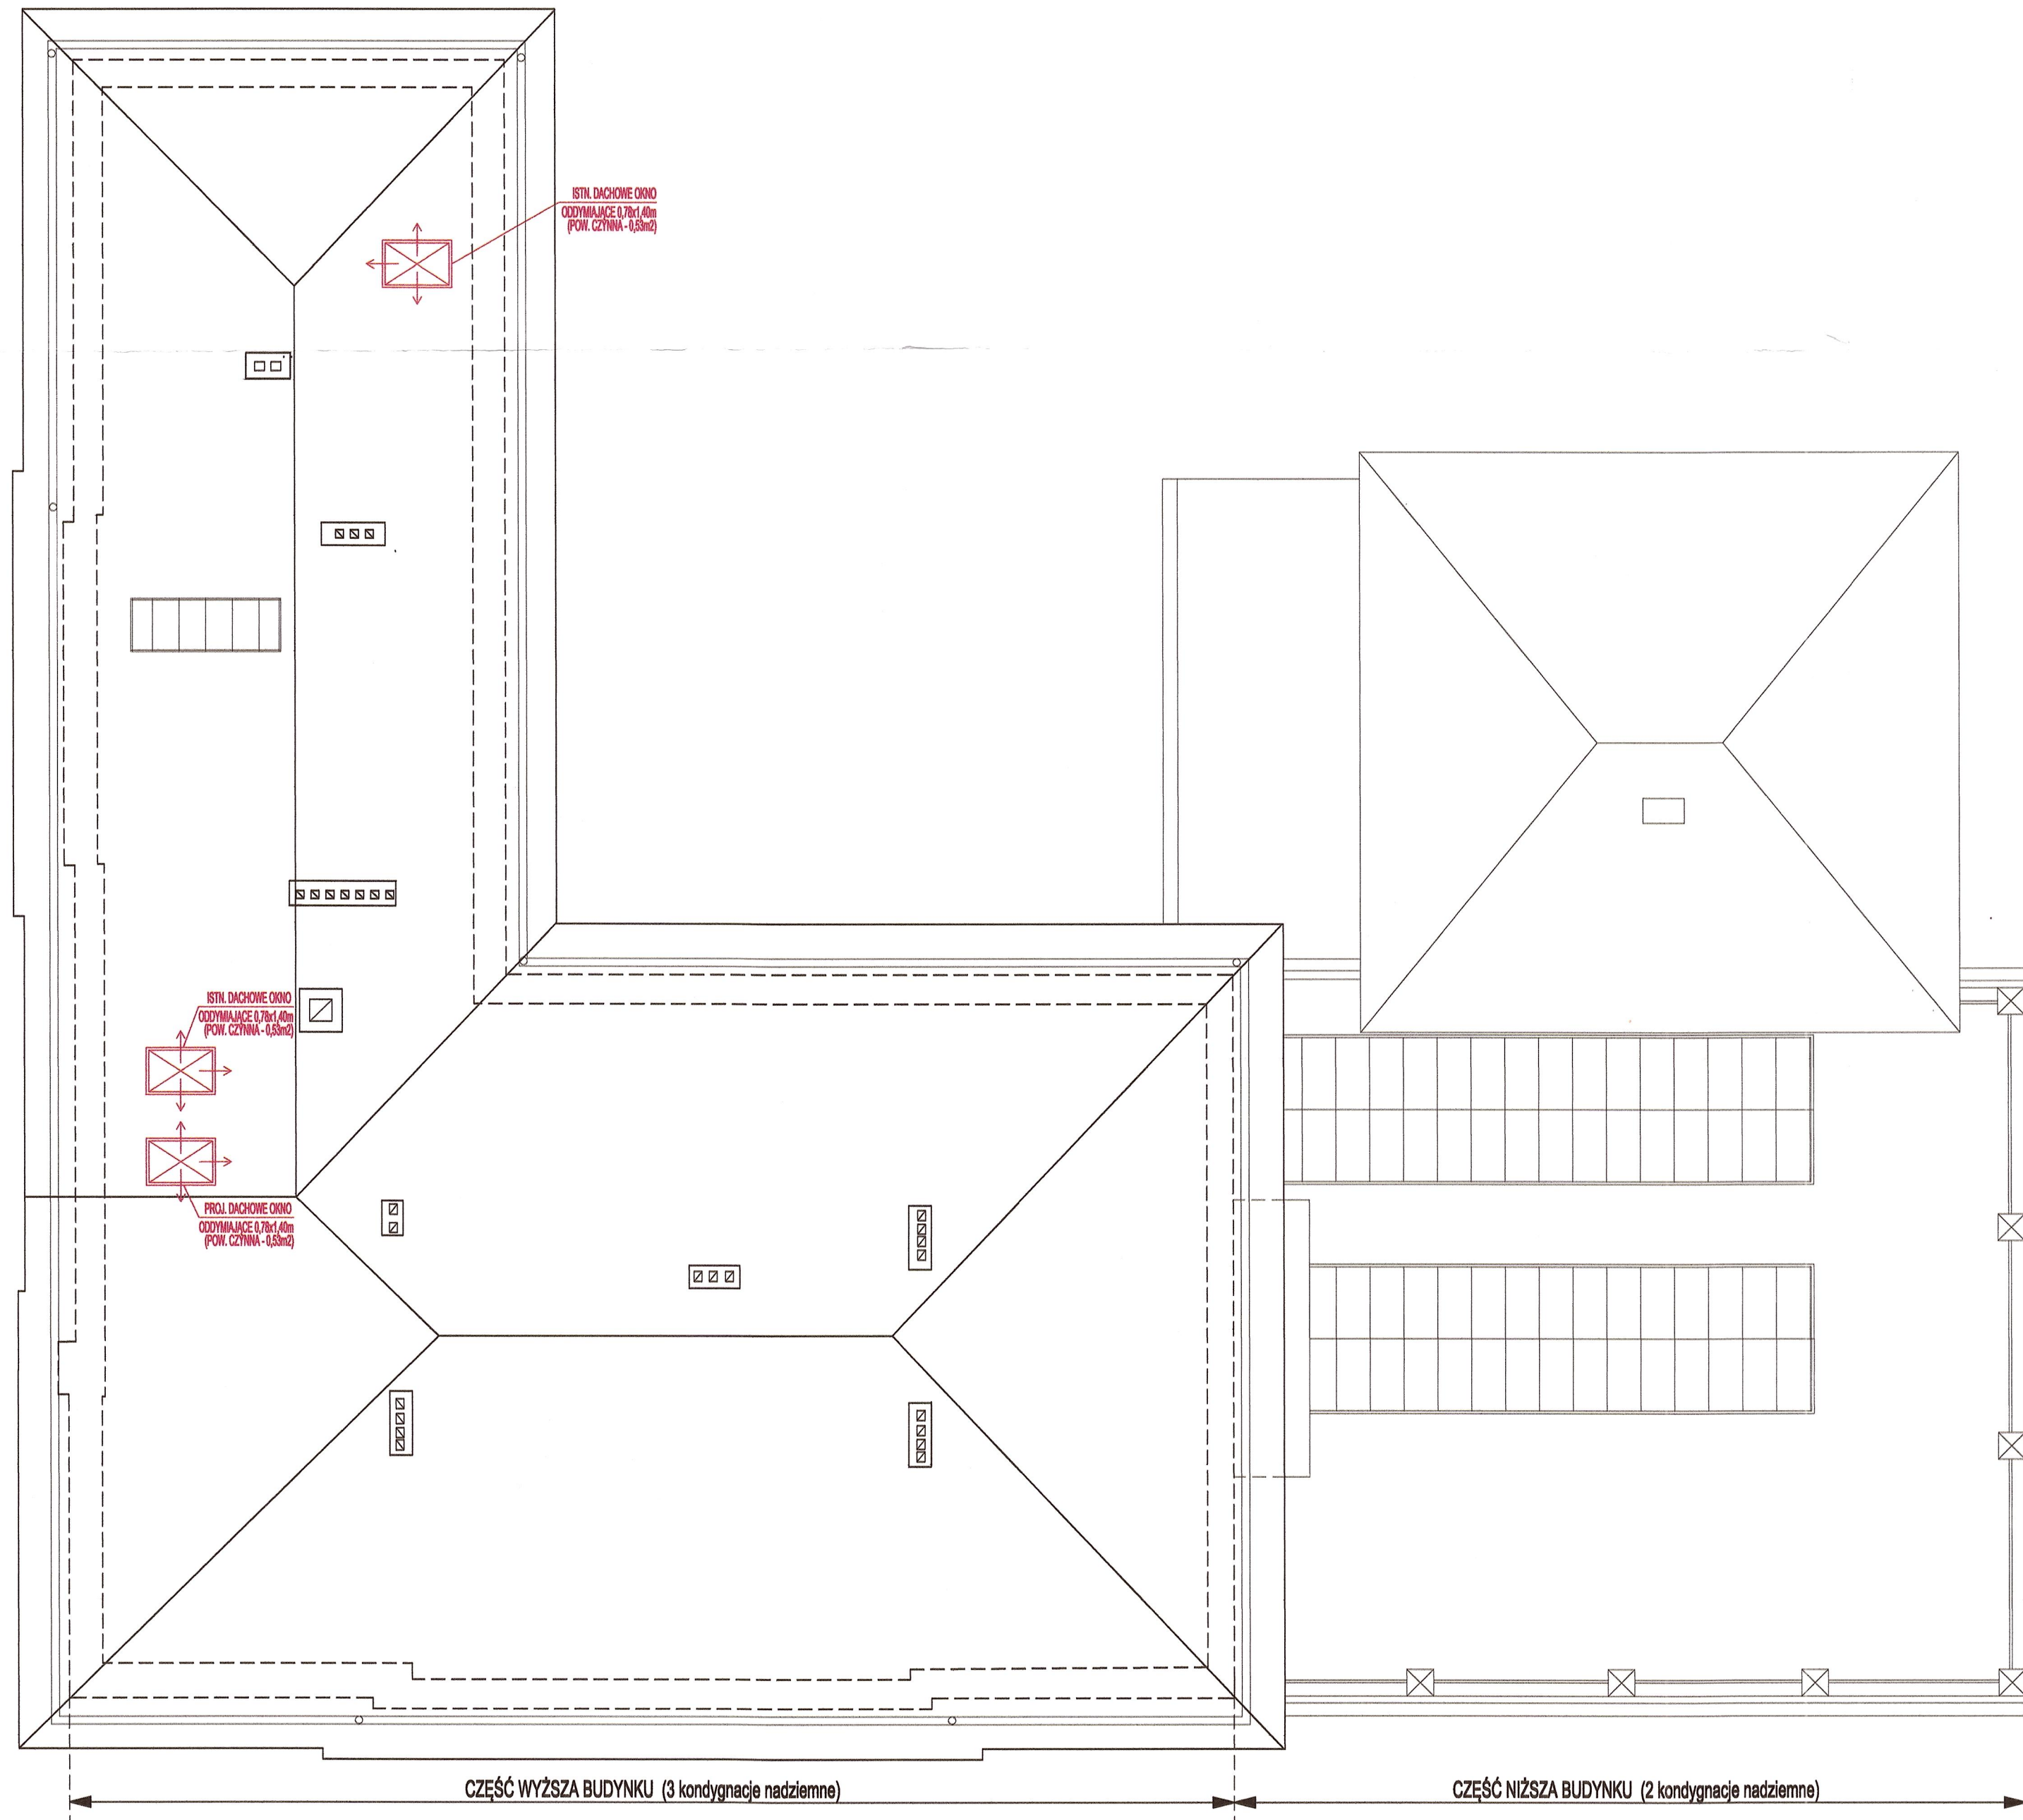 ISTN. DACHOWE OKNO
ODDYMIAJĄCE 0,78x1,40m
(POW. CZYNNA - 0,53m2)
ISTN. DACHOWE OKNO
ODDYMIAJĄCE 0,78x1,40m
(POW. CZYNNA - 0,53m2)
PROJ. DACHOWE OKNO
ODDYMIAJĄCE 0,78x1,40m
(POW. CZYNNA - 0,53m2)
CZĘŚĆ WYŻSZA BUDYNKU (3 kondygnacje nadziemne)
CZĘŚĆ NIŻSZA BUDYNKU (2 kondygnacje nadziemne)